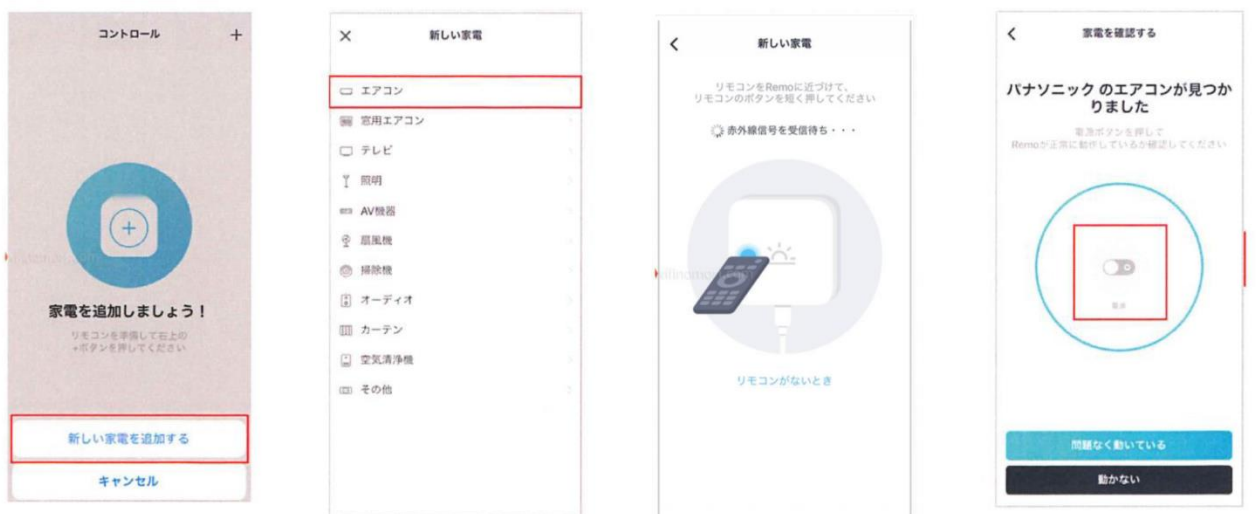 コントロール
+
家電を追加しましょう！
リモコンを準備して右上の
+ボタンを押してください
新しい家電を追加する
キャンセル
新しい家電
エアコン
窓用エアコン
テレビ
照明
AV機器
扇風機
掃除機
オーディオ
カーテン
空気清浄機
その他
新しい家電
リモコンをRemoに近づけて、
リモコンのボタンを短く押してください
赤外線信号を受信待ち・・・
リモコンがないとき
家電を確認する
パナソニック のエアコンが見つか
りました
電源ボタンを押して
Remoが正常に動作しているか確認してください
問題なく動いている
動かない